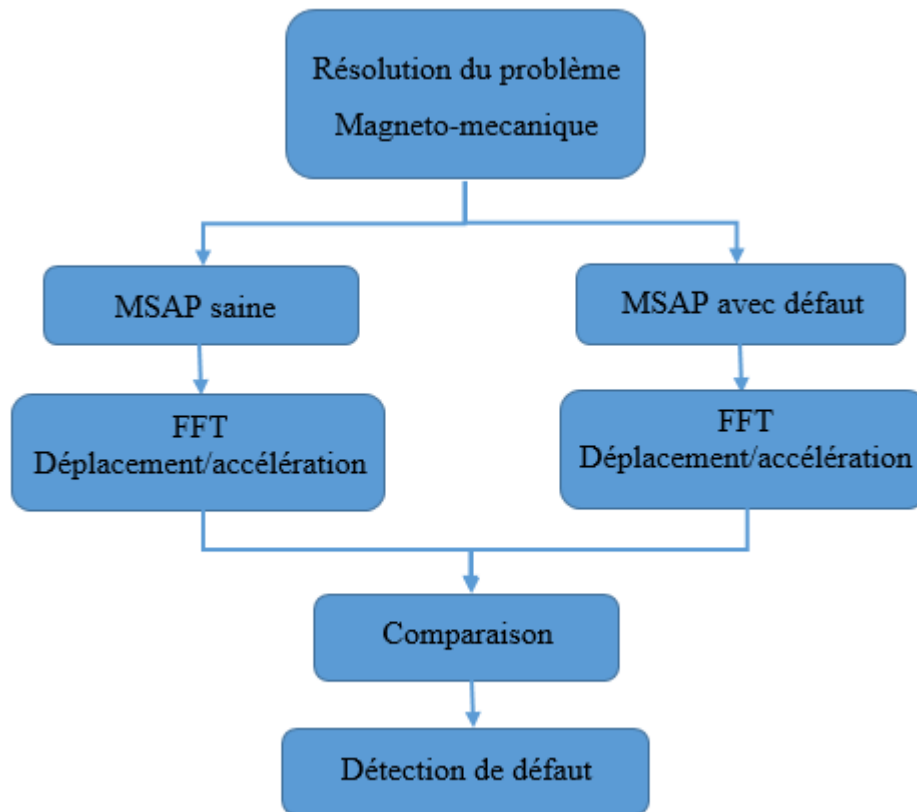 Résolution du problème
Magneto-mecanique
MSAP saine
MSAP avec défaut
FFT
Déplacement/accélération
FFT
Déplacement/accélération
Comparaison
Détection de défaut